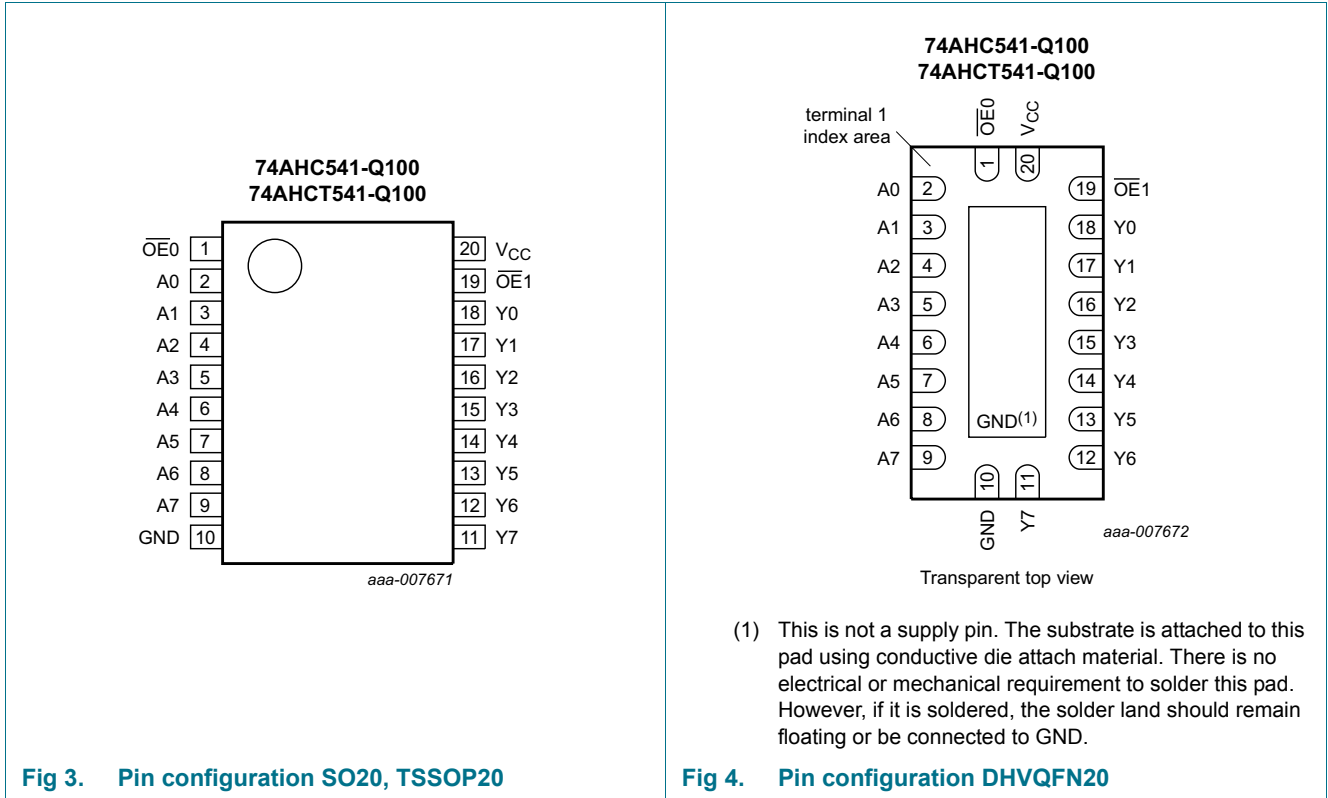 74AHC541-Q100
74AHCT541-Q100
OE0 1
A0 2
A1 3
A2 4
A3 5
A4 6
A5 7
A6 8
A7 9
GND 10
20 VCC
19 OE1
18 Y0
17 Y1
16 Y2
15 Y3
14 Y4
13 Y5
12 Y6
11 Y7
aaa-007671
Fig 3. Pin configuration SO20, TSSOP20
74AHC541-Q100
74AHCT541-Q100
terminal 1
index area
OE0
VCC
1
20
A0 2
A1 3
A2 4
A3 5
A4 6
A5 7
A6 8
A7 9
19 OE1
18 Y0
17 Y1
16 Y2
15 Y3
14 Y4
13 Y5
12 Y6
GND(1)
10
11
GND
Y7
aaa-007672
Transparent top view
(1) This is not a supply pin. The substrate is attached to this
pad using conductive die attach material. There is no
electrical or mechanical requirement to solder this pad.
However, if it is soldered, the solder land should remain
floating or be connected to GND.
Fig 4. Pin configuration DHVQFN20